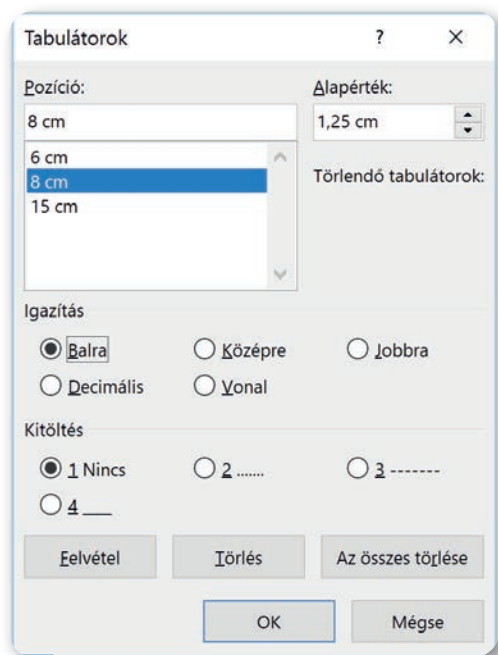 Tabulátorok ?
Pozíció: Alapérték:
8 cm 1,25 cm
6 cm
8 cm Törlendő tabulátorok:
15 cm
Igazítás
Balra Középre Jobbra
Decimális Vonal
Kitöltés
1 Nincs 2 ....... 3 -------
4 ___
Felvétel Törlés Az összes törlése
OK Mégse